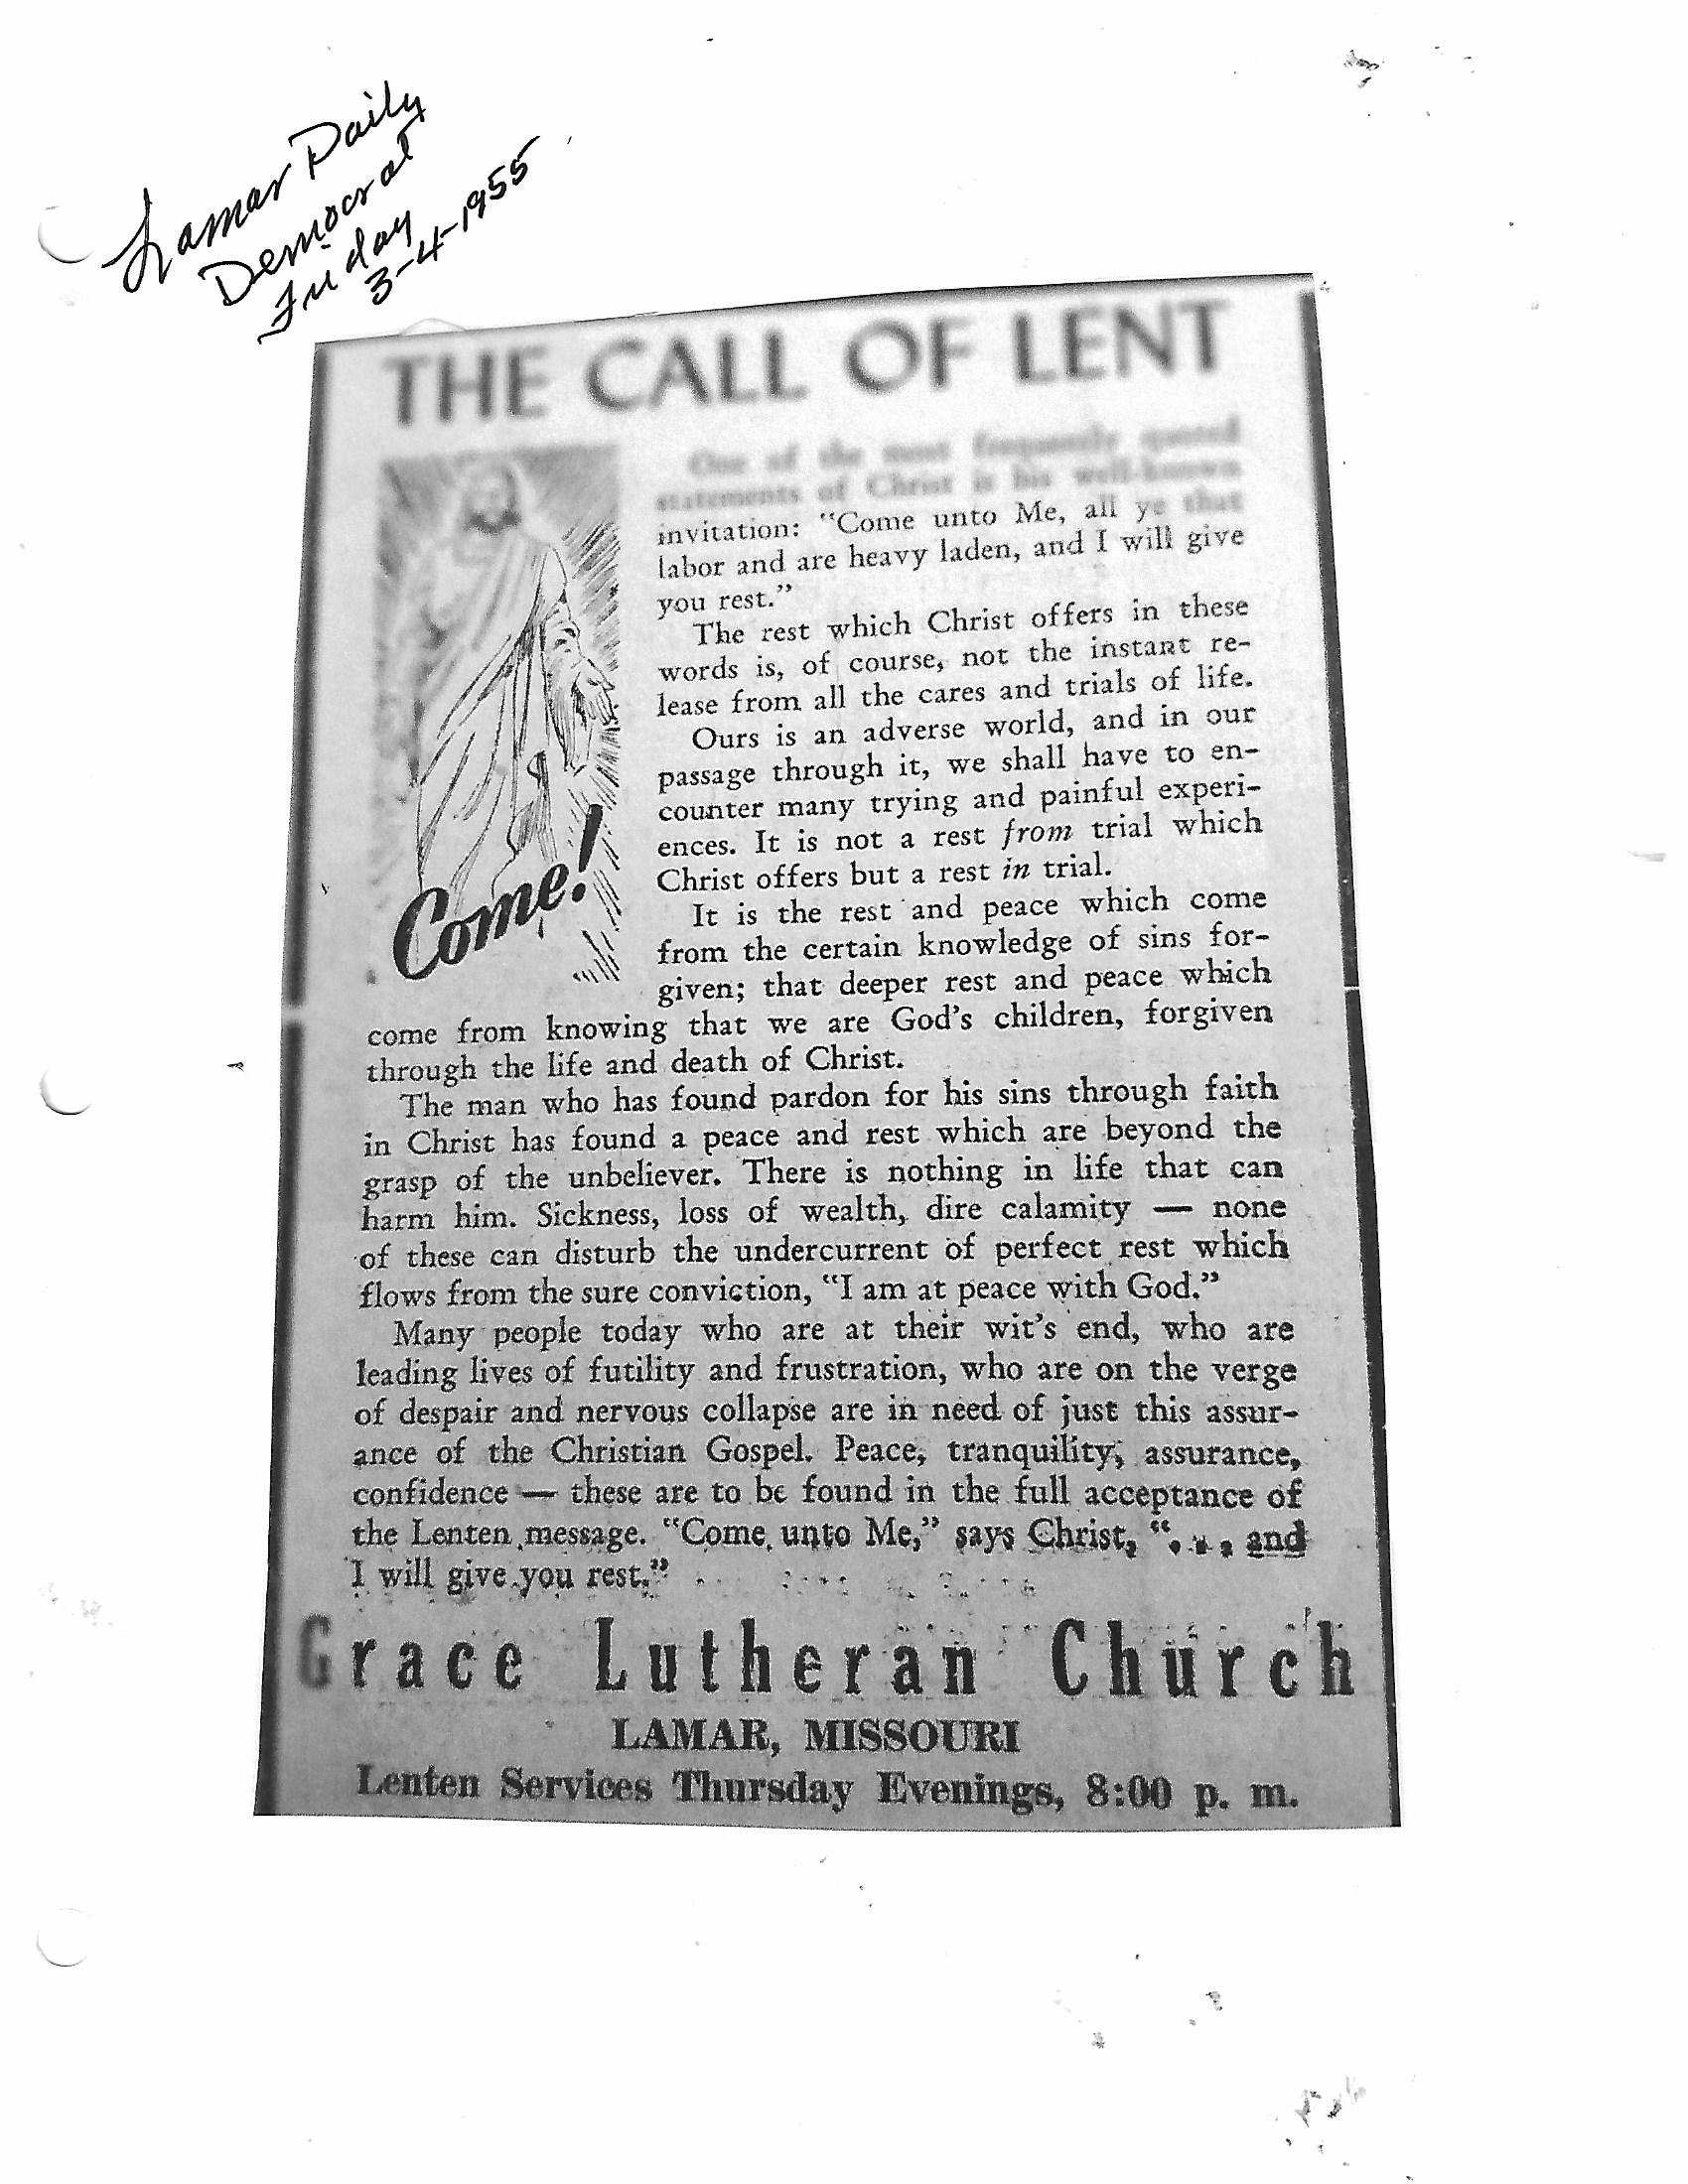 Lamar Daily
Democrat
Friday
3-4-1955
THE CALL OF LENT
One of the most frequently quoted
statements of Christ is his well-known
invitation: "Come unto Me, all ye that
labor and are heavy laden, and I will give
you rest."
The rest which Christ offers in these
words is, of course, not the instant re-
lease from all the cares and trials of life.
Ours is an adverse world, and in our
passage through it, we shall have to en-
counter many trying and painful experi-
ences. It is not a rest from trial which
Christ offers but a rest in trial.
It is the rest and peace which come
from the certain knowledge of sins for-
given; that deeper rest and peace which
come from knowing that we are God's children, forgiven
through the life and death of Christ.
Come!
The man who has found pardon for his sins through faith
in Christ has found a peace and rest which are beyond the
grasp of the unbeliever. There is nothing in life that can
harm him. Sickness, loss of wealth, dire calamity — none
of these can disturb the undercurrent of perfect rest which
flows from the sure conviction, "I am at peace with God."
Many people today who are at their wit's end, who are
leading lives of futility and frustration, who are on the verge
of despair and nervous collapse are in need of just this assur-
ance of the Christian Gospel. Peace, tranquility, assurance,
confidence — these are to be found in the full acceptance of
the Lenten message. "Come unto Me," says Christ, ". . . and
I will give you rest."
Grace Lutheran Church
LAMAR, MISSOURI
Lenten Services Thursday Evenings, 8:00 p. m.